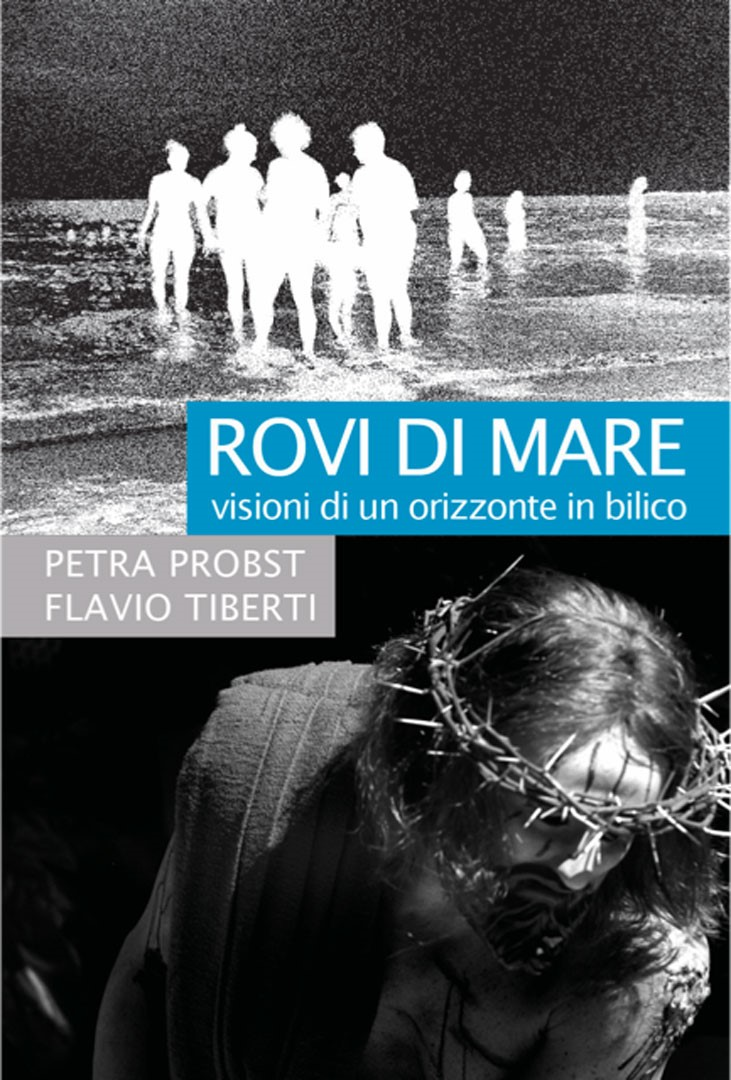 ROVI DI MARE
visioni di un orizzonte in bilico
PETRA PROBST
FLAVIO TIBERTI